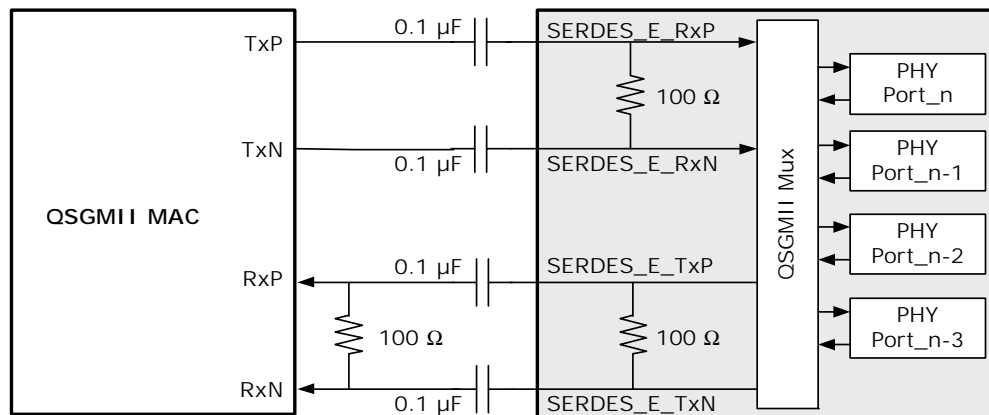 TxP
0.1 µF
SERDES_E_RxP
100 Ω
TxN
0.1 µF
SERDES_E_RxN
QSGMII MAC
RxP
0.1 µF
SERDES_E_TxP
100 Ω
100 Ω
RxN
0.1 µF
SERDES_E_TxN
QSGMII Mux
PHY
Port_n
PHY
Port_n-1
PHY
Port_n-2
PHY
Port_n-3